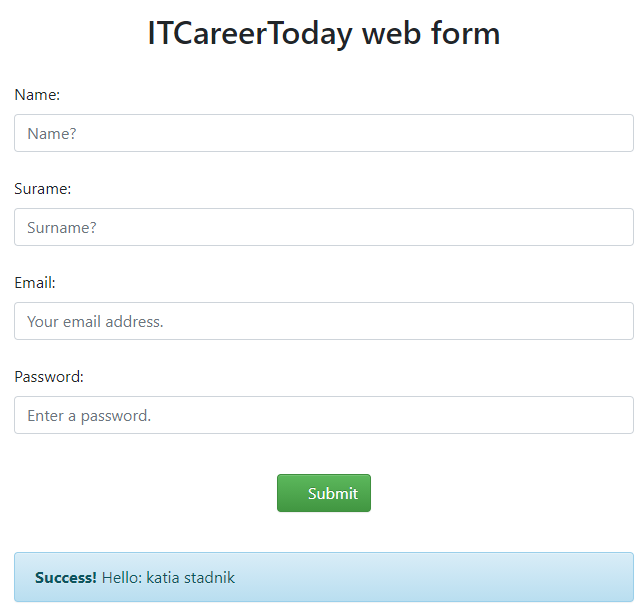 ITCareerToday web form
Name:
Name?
Surame:
Surname?
Email:
Your email address.
Password:
Enter a password.
Submit
Success! Hello: katia stadnik